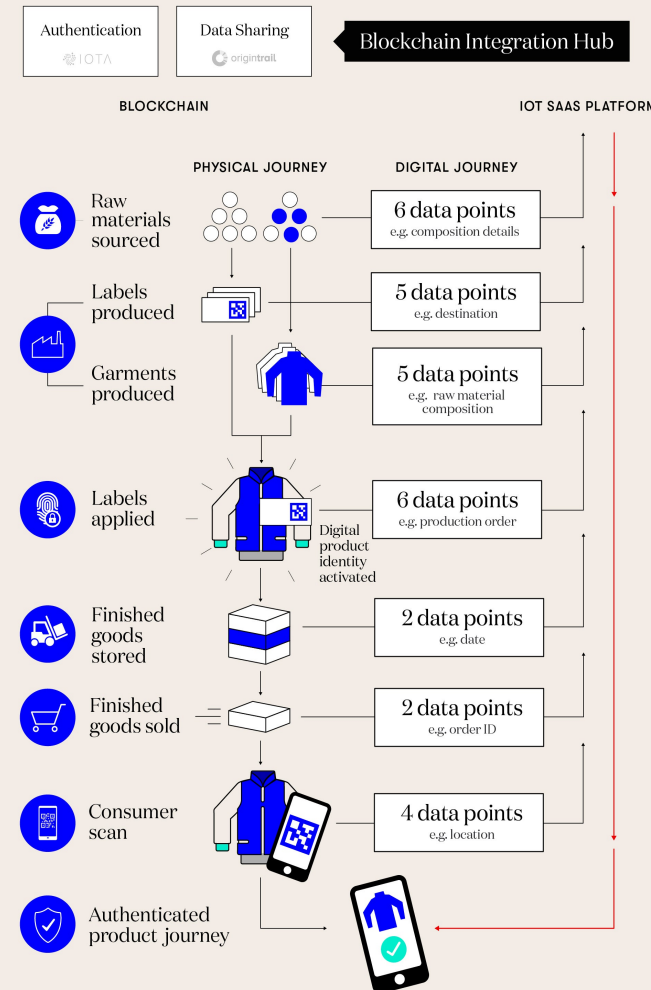 Authentication
IOTA
Data Sharing
origintrail
Blockchain Integration Hub
BLOCKCHAIN
IOT SAAS PLATFORM
PHYSICAL JOURNEY
DIGITAL JOURNEY
Raw
materials
sourced
6 data points
e.g. composition details
Labels
produced
5 data points
e.g. destination
Garments
produced
5 data points
e.g. raw material
composition
Labels
applied
Digital
product
identity
activated
6 data points
e.g. production order
Finished
goods
stored
2 data points
e.g. date
Finished
goods sold
2 data points
e.g. order ID
Consumer
scan
4 data points
e.g. location
Authenticated
product journey